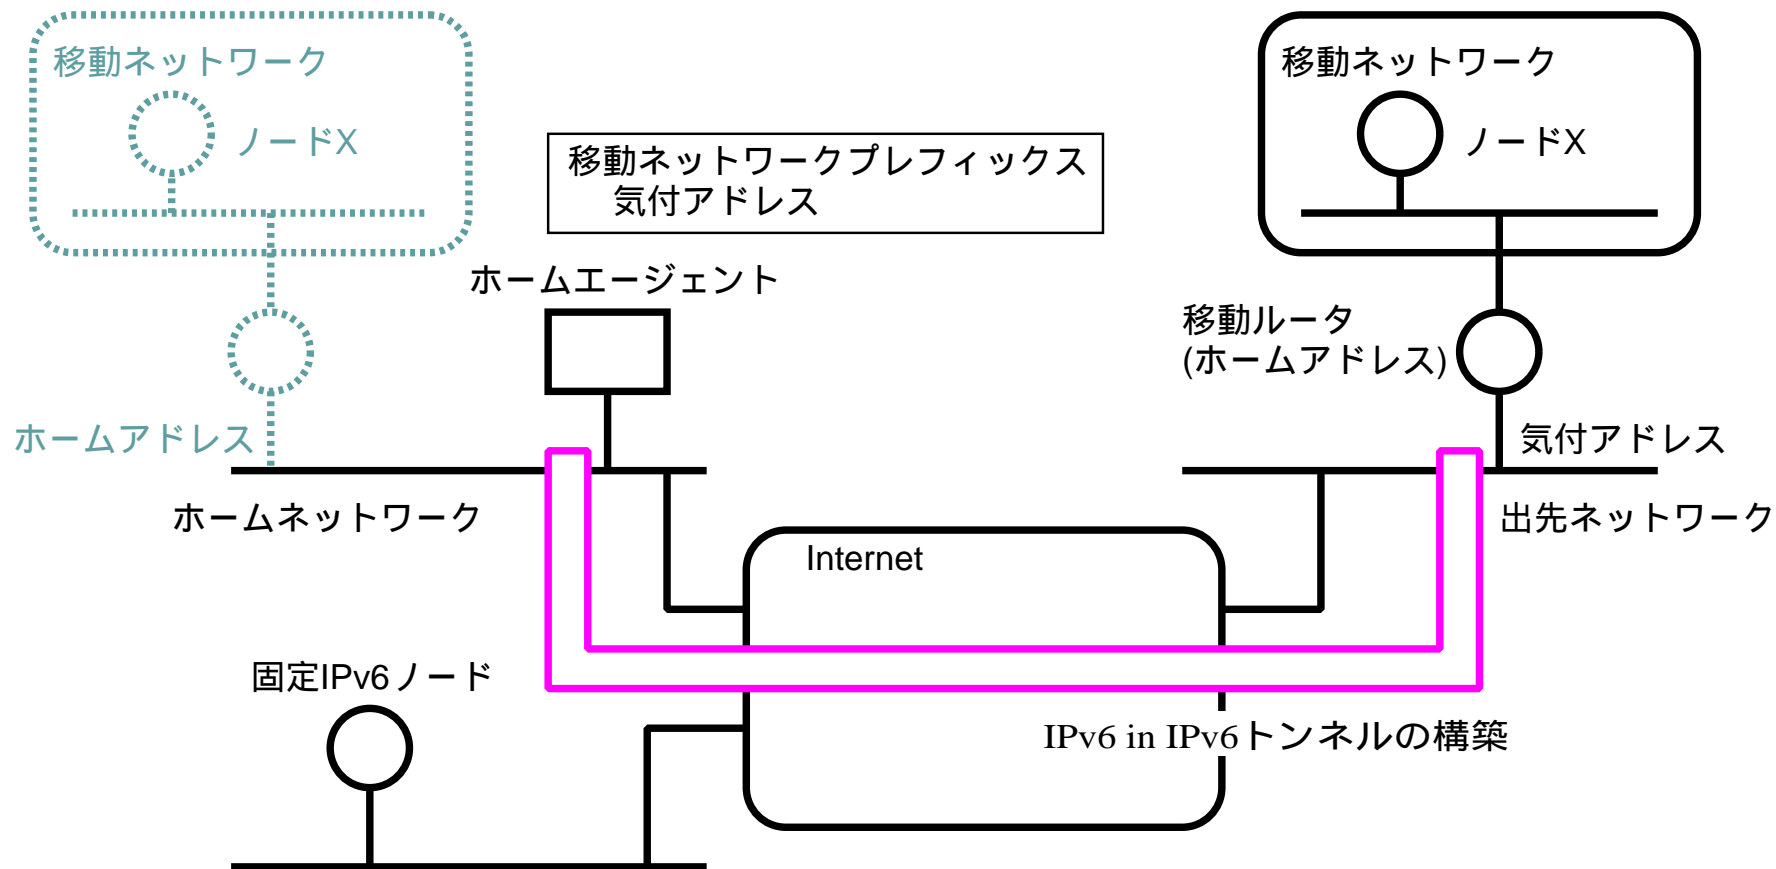 移動ネットワーク
ノードX
移動ネットワーク
ノードX
移動ネットワークプレフィックス
気付アドレス
ホームエージェント
移動ルータ
(ホームアドレス)
ホームアドレス
気付アドレス
ホームネットワーク
出先ネットワーク
Internet
固定IPv6ノード
IPv6 in IPv6トンネルの構築